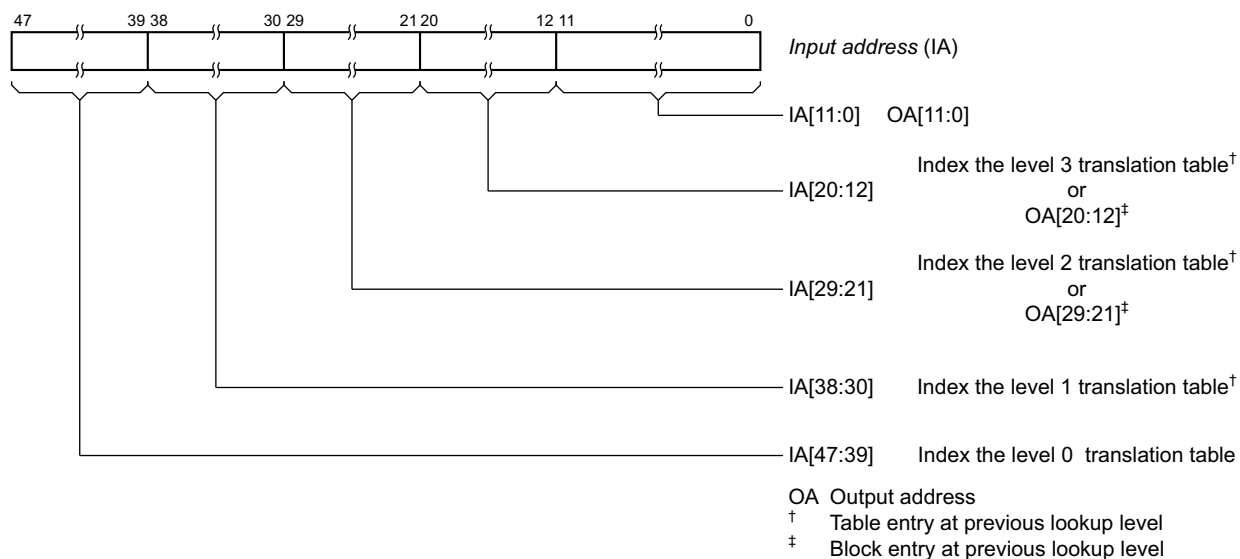 47 39 38 30 29 21 20 12 11 0
Input address (IA)
IA[11:0] OA[11:0]
Index the level 3 translation table†
IA[20:12] or
OA[20:12]‡
Index the level 2 translation table†
IA[29:21] or
OA[29:21]‡
IA[38:30] Index the level 1 translation table†
IA[47:39] Index the level 0 translation table
OA Output address
† Table entry at previous lookup level
‡ Block entry at previous lookup level